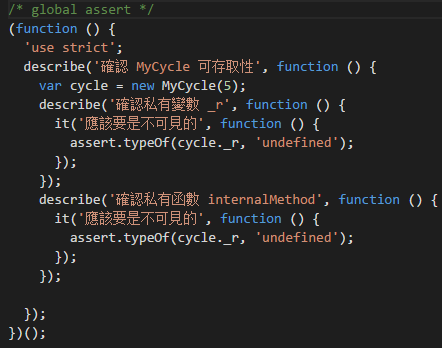 /* global assert */
(function () {
  'use strict';
  describe('確認 MyCycle 可存取性', function () {
    var cycle = new MyCycle(5);
    describe('確認私有變數 _r', function () {
      it('應該要是不可見的', function () {
        assert.typeOf(cycle._r, 'undefined');
      });
    });
    describe('確認私有函數 internalMethod', function () {
      it('應該要是不可見的', function () {
        assert.typeOf(cycle._r, 'undefined');
      });
    });

  });
})();